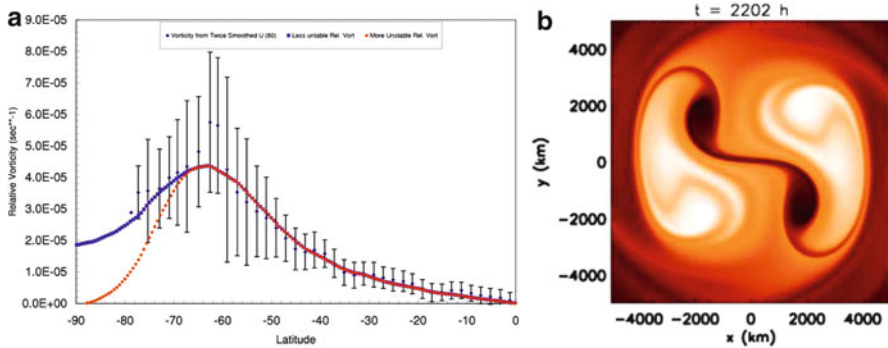 a
9.0E-05
8.0E-05
7.0E-05
6.0E-05
5.0E-05
4.0E-05
3.0E-05
2.0E-05
1.0E-05
0.0E+00
Relative Vorticity (sec**-1)
Vorticity from Twice Smoothed U (80) Less untable Rel. Vort More Unstable Rel. Vort
-90 -80 -70 -60 -50 -40 -30 -20 -10 0
Latitude
b
t = 2202 h
4000
2000
0
-2000
-4000
y (km)
-4000 -2000 0 2000 4000
x (km)